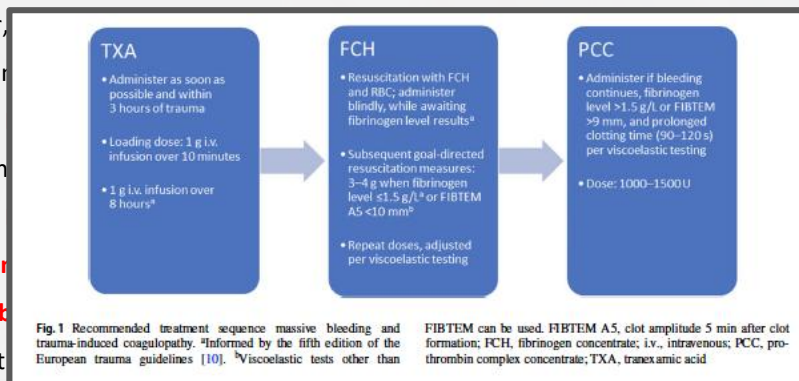 TXA
• Administer as soon as
possible and within
3 hours of trauma
• Loading dose: 1 g i.v.
infusion over 10 minutes
• 1 g i.v. infusion over
8 hoursᵃ
FCH
• Resuscitation with FCH
and RBC; administer
blindly, while awaiting
fibrinogen level resultsᵃ
• Subsequent goal-directed
resuscitation measures:
3–4 g when fibrinogen
level ≤1.5 g/Lᵃ or FIBTEM
A5 <10 mmᵇ
• Repeat doses, adjusted
per viscoelastic testing
PCC
• Administer if bleeding
continues, fibrinogen
level >1.5 g/L or FIBTEM
>9 mm, and prolonged
clotting time (90–120 s)
per viscoelastic testing
• Dose: 1000–1500 U
Fig. 1 Recommended treatment sequence massive bleeding and
trauma-induced coagulopathy. ᵃInformed by the fifth edition of the
European trauma guidelines [10]. ᵇViscoelastic tests other than
FIBTEM can be used. FIBTEM A5, clot amplitude 5 min after clot
formation; FCH, fibrinogen concentrate; i.v., intravenous; PCC, pro-
thrombin complex concentrate; TXA, tranexamic acid